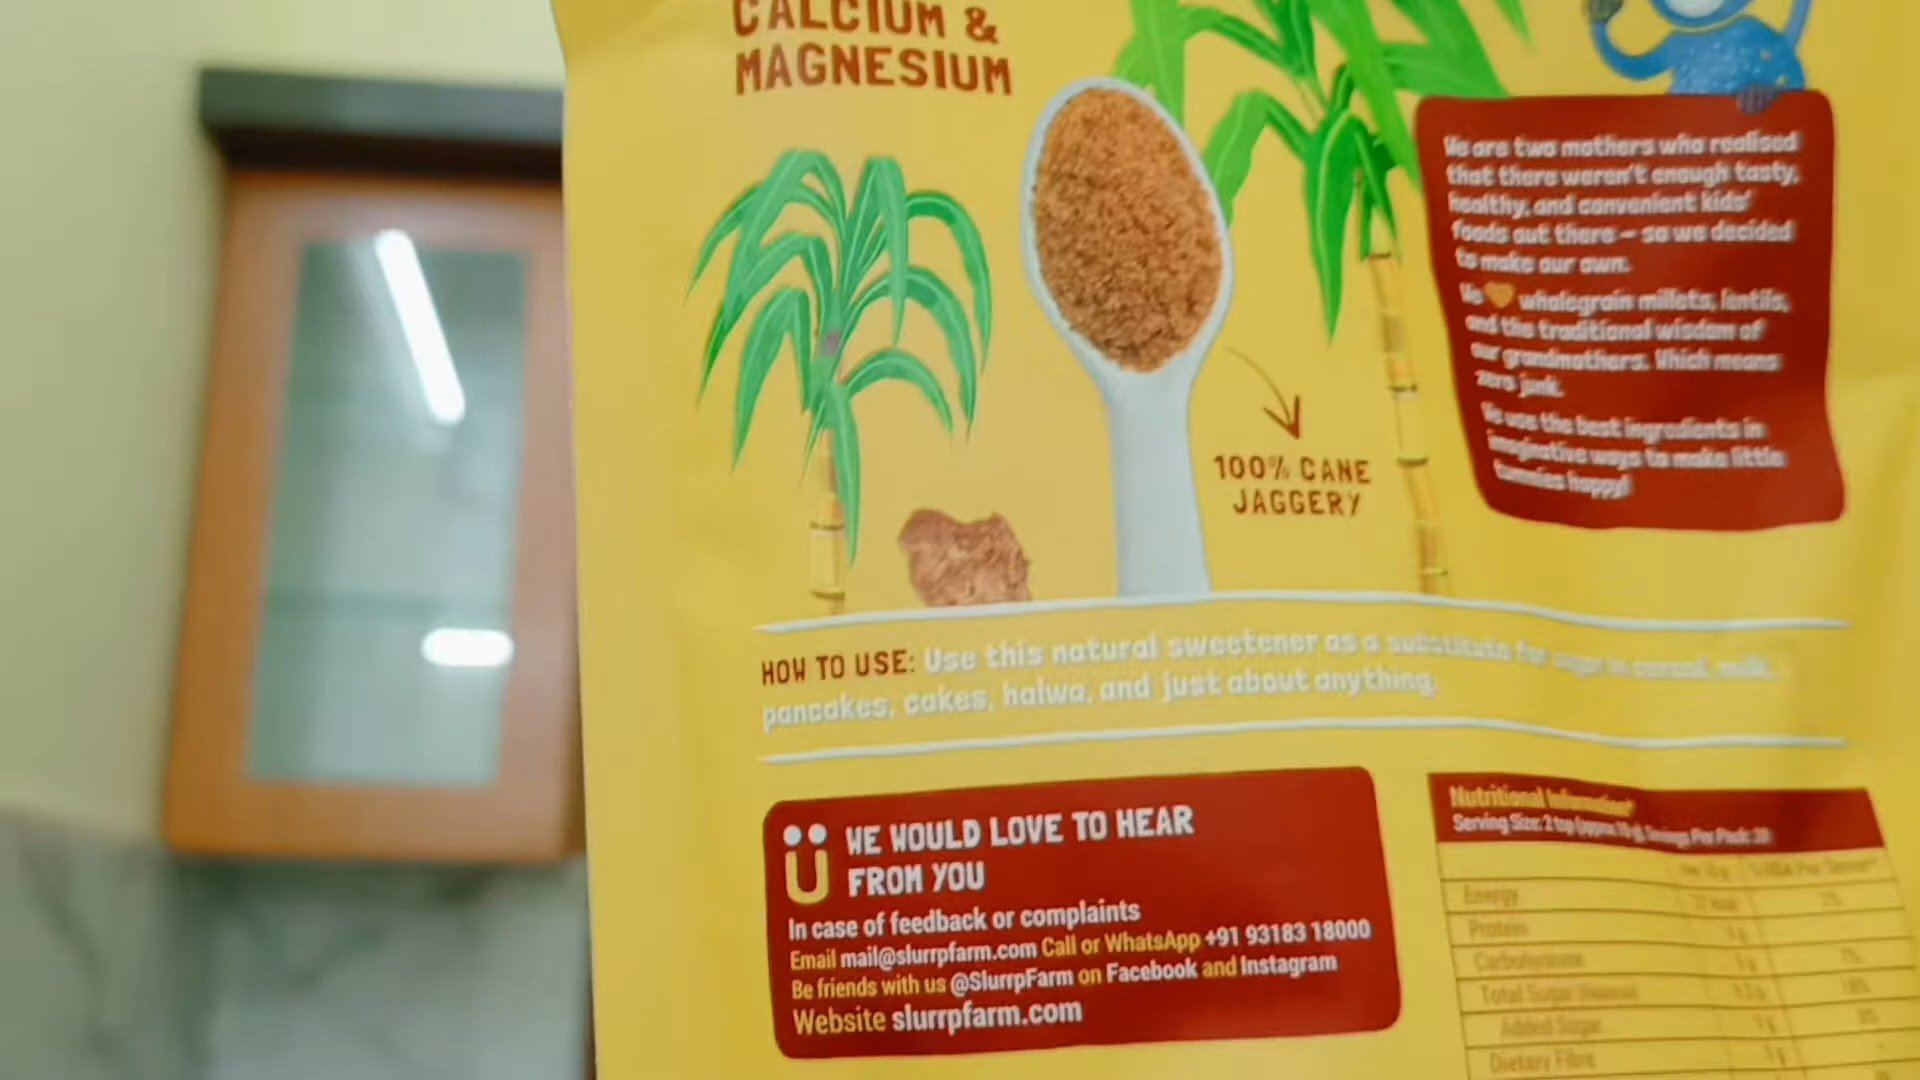 CALCIUM &
MAGNESIUM
We are two mothers who realised
that there weren't enough tasty,
healthy, and convenient kids'
foods out there – so we decided
to make our own.
We 🧡 wholegrain millets, lentils,
and the traditional wisdom of
our grandmothers. Which means
zero junk.
We use the best ingredients in
imaginative ways to make little
tummies happy!
100% CANE
JAGGERY
HOW TO USE: Use this natural sweetener as a substitute for sugar in cereal, milk,
pancakes, cakes, halwa, and just about anything.
Ü WE WOULD LOVE TO HEAR
FROM YOU
In case of feedback or complaints
Email mail@slurrpfarm.com Call or WhatsApp +91 93183 18000
Be friends with us @SlurrpFarm on Facebook and Instagram
Website slurrpfarm.com
Nutritional Information*
Serving Size: 2 tsp
Energy
Protein
Carbohydrate
Total Sugar
Added Sugar
Dietary Fibre